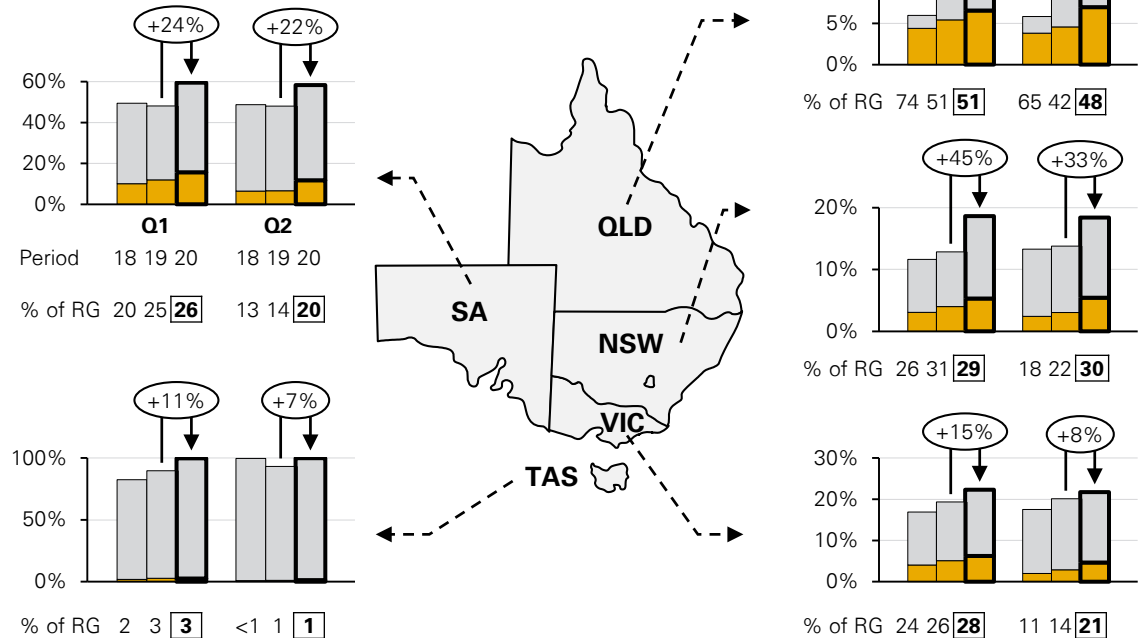 +24%
+22%
60%
40%
20%
0%
Q1
Q2
Period
18 19 20
18 19 20
% of RG 20 25 26
13 14 20
+11%
+7%
100%
50%
0%
% of RG 2 3 3
<1 1 1
QLD
SA
NSW
VIC
TAS
5%
0%
% of RG 74 51 51
65 42 48
+45%
+33%
20%
10%
0%
% of RG 26 31 29
18 22 30
+15%
+8%
30%
20%
10%
0%
% of RG 24 26 28
11 14 21